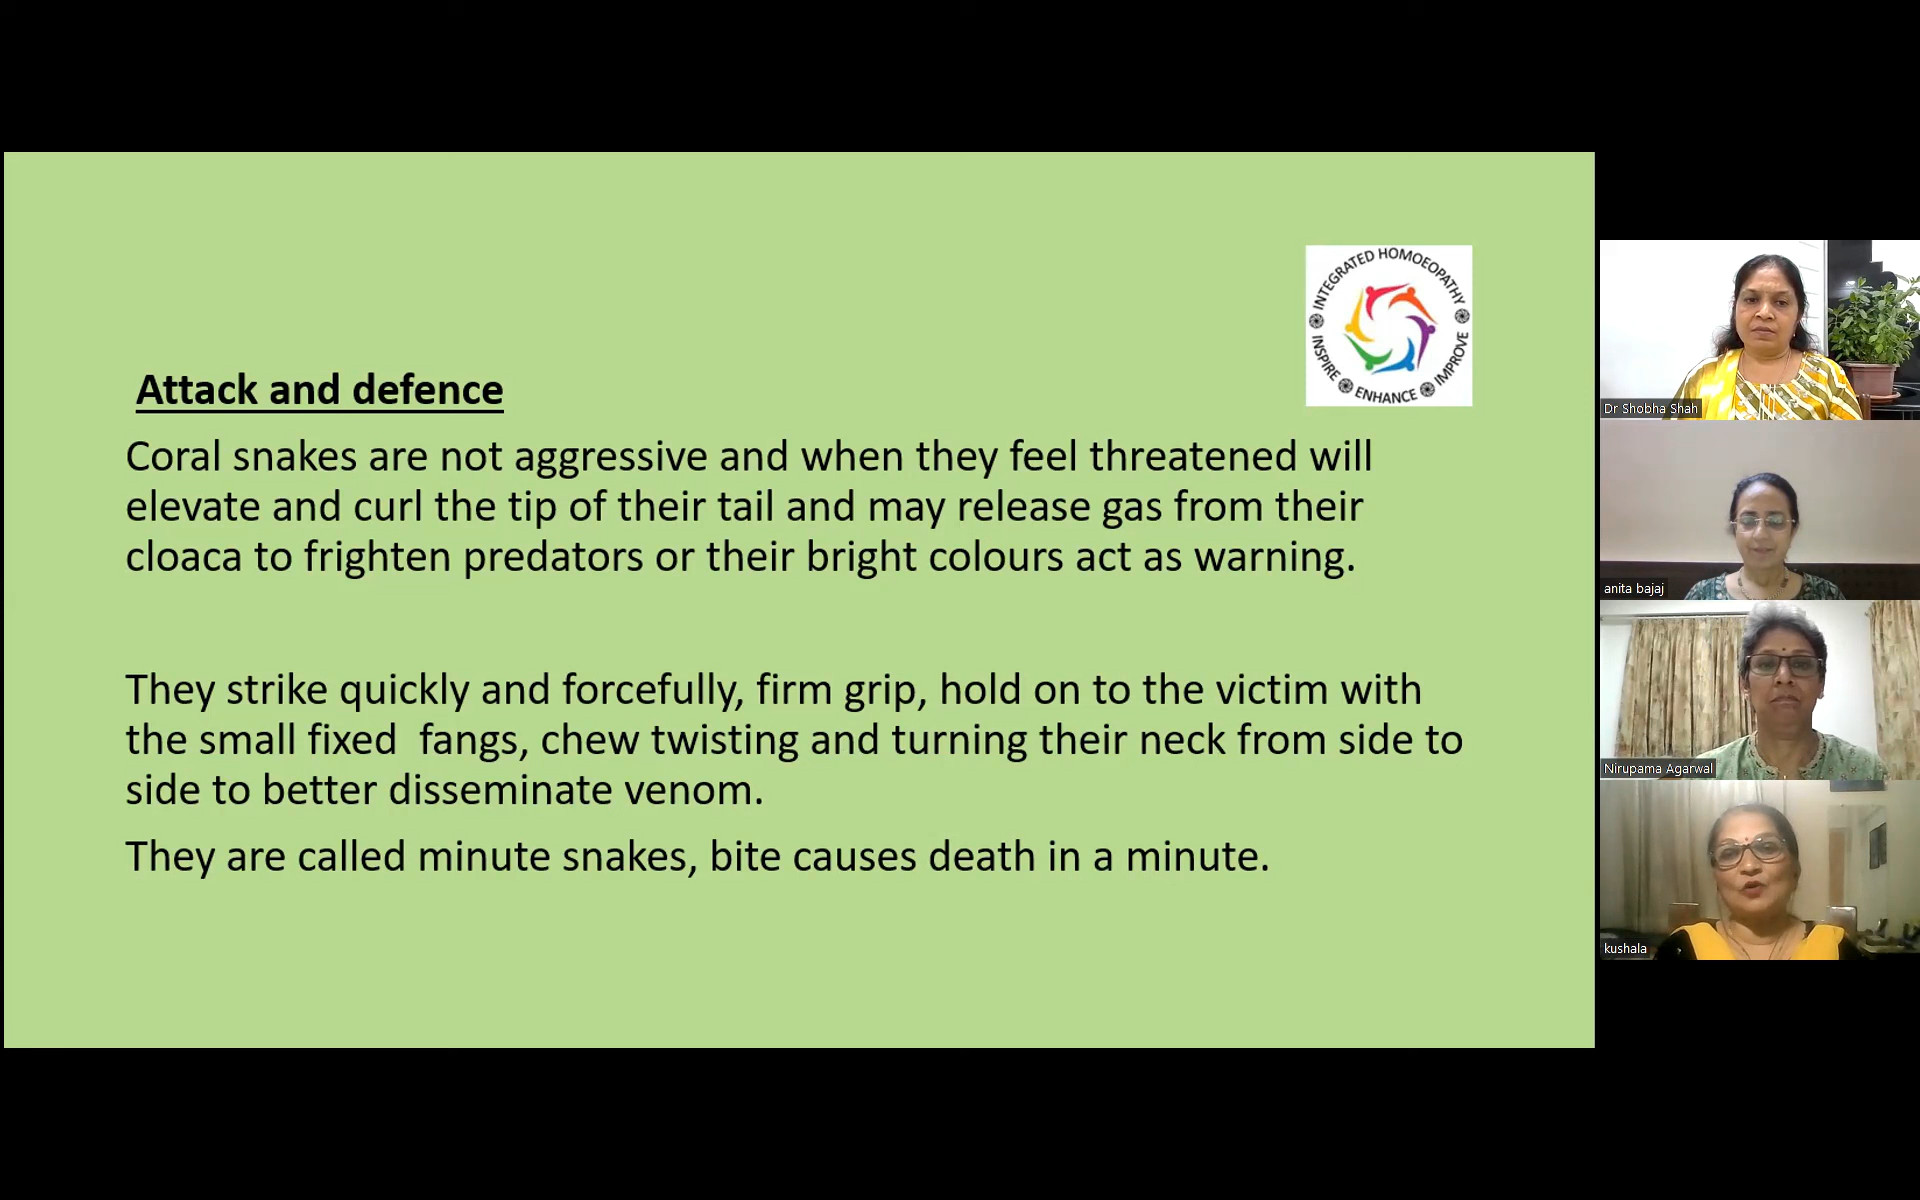 INTEGRATED HOMOEOPATHY
INSPIRE ENHANCE IMPROVE
Attack and defence
Coral snakes are not aggressive and when they feel threatened will
elevate and curl the tip of their tail and may release gas from their
cloaca to frighten predators or their bright colours act as warning.
They strike quickly and forcefully, firm grip, hold on to the victim with
the small fixed  fangs, chew twisting and turning their neck from side to
side to better disseminate venom.
They are called minute snakes, bite causes death in a minute.
Dr Shobha Shah
anita bajaj
Nirupama Agarwal
kushala